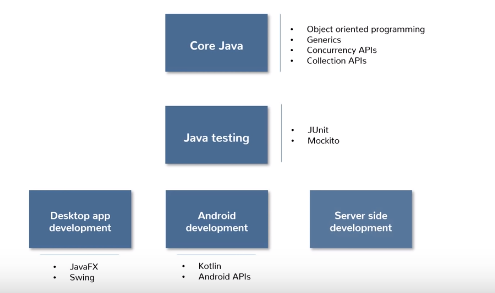 Core Java
• Object oriented programming
• Generics
• Concurrency APIs
• Collection APIs
Java testing
• JUnit
• Mockito
Desktop app
development
• JavaFX
• Swing
Android
development
• Kotlin
• Android APIs
Server side
development